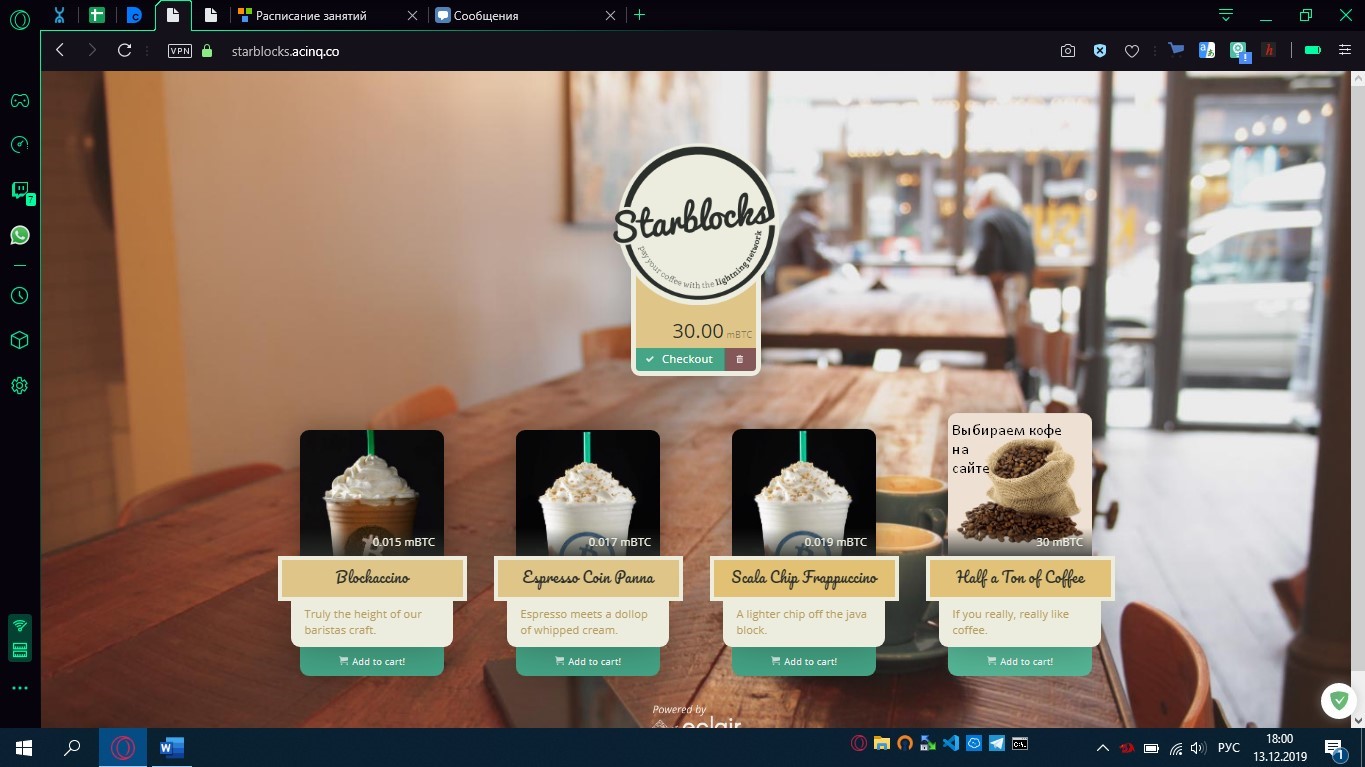 Расписание занятий
Сообщения
VPN
starblocks.acinq.co
7
Starblocks
pay your coffee with the lightning network
30.00 mBTC
Checkout
Выбираем кофе
на
сайте
0.015 mBTC
0.017 mBTC
0.019 mBTC
30 mBTC
Blockaccino
Espresso Coin Panna
Scala Chip Frappuccino
Half a Ton of Coffee
Truly the height of our
baristas craft.
Espresso meets a dollop
of whipped cream.
A lighter chip off the java
block.
If you really, really like
coffee.
Add to cart!
Add to cart!
Add to cart!
Add to cart!
Powered by
eclair
РУС
18:00
13.12.2019
1